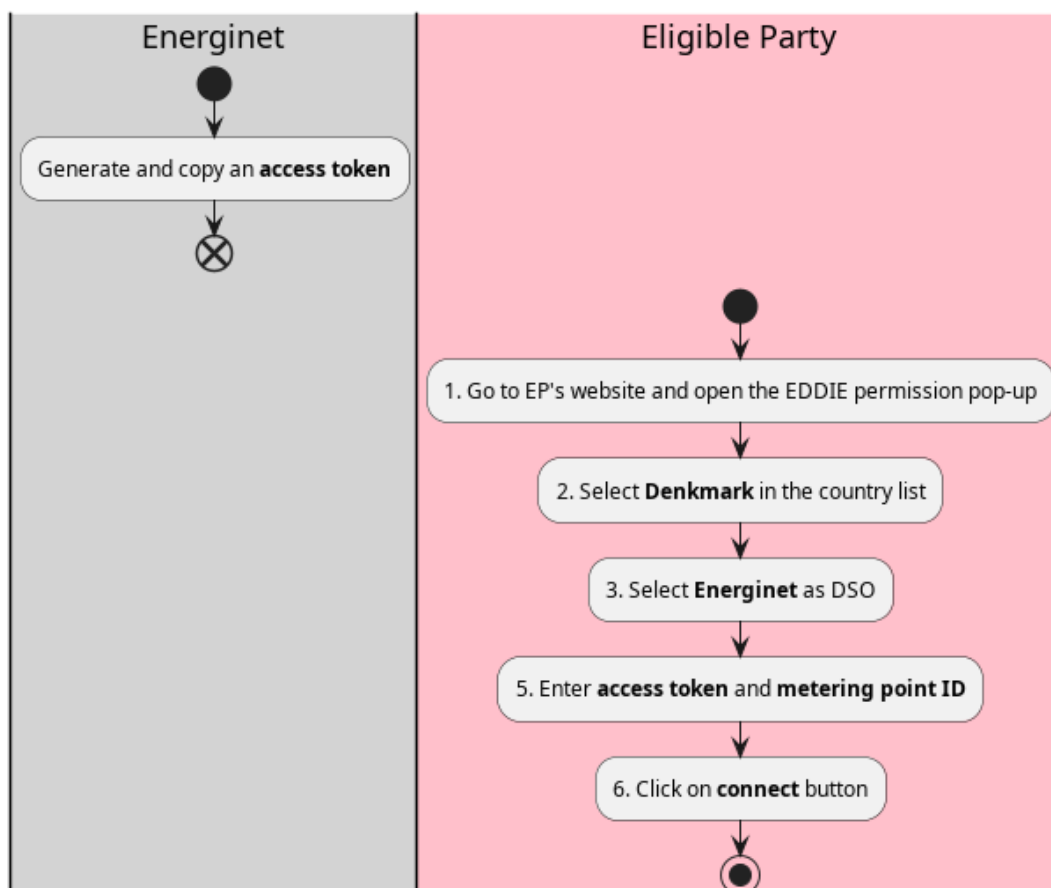 Energinet
Eligible Party
Generate and copy an access token
1. Go to EP's website and open the EDDIE permission pop-up
2. Select Denkmark in the country list
3. Select Energinet as DSO
5. Enter access token and metering point ID
6. Click on connect button